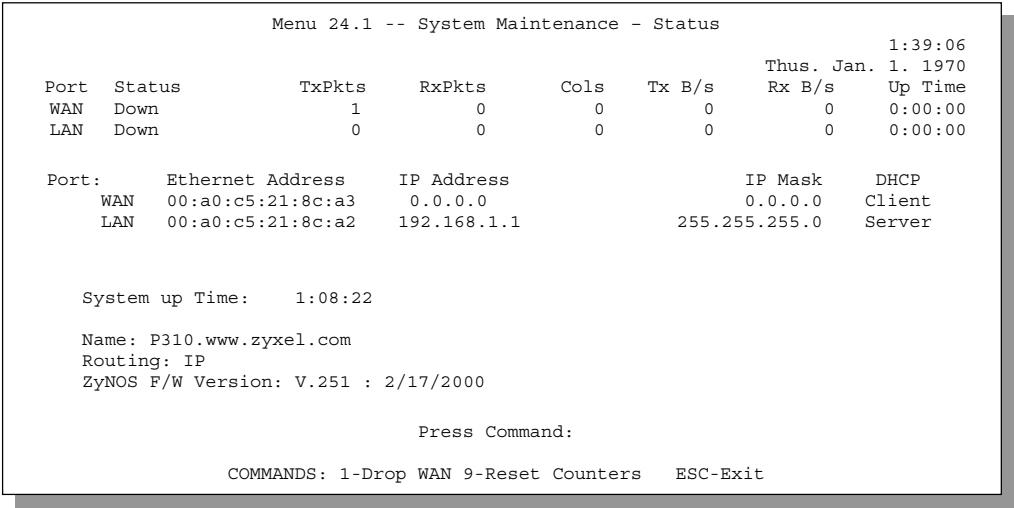 Menu 24.1 -- System Maintenance – Status
1:39:06
Thus. Jan. 1. 1970
Port Status TxPkts RxPkts Cols Tx B/s Rx B/s Up Time
WAN Down 1 0 0 0 0 0:00:00
LAN Down 0 0 0 0 0 0:00:00
Port: Ethernet Address IP Address IP Mask DHCP
WAN 00:a0:c5:21:8c:a3 0.0.0.0 0.0.0.0 Client
LAN 00:a0:c5:21:8c:a2 192.168.1.1 255.255.255.0 Server
System up Time: 1:08:22
Name: P310.www.zyxel.com
Routing: IP
ZyNOS F/W Version: V.251 : 2/17/2000
Press Command:
COMMANDS: 1-Drop WAN 9-Reset Counters ESC-Exit